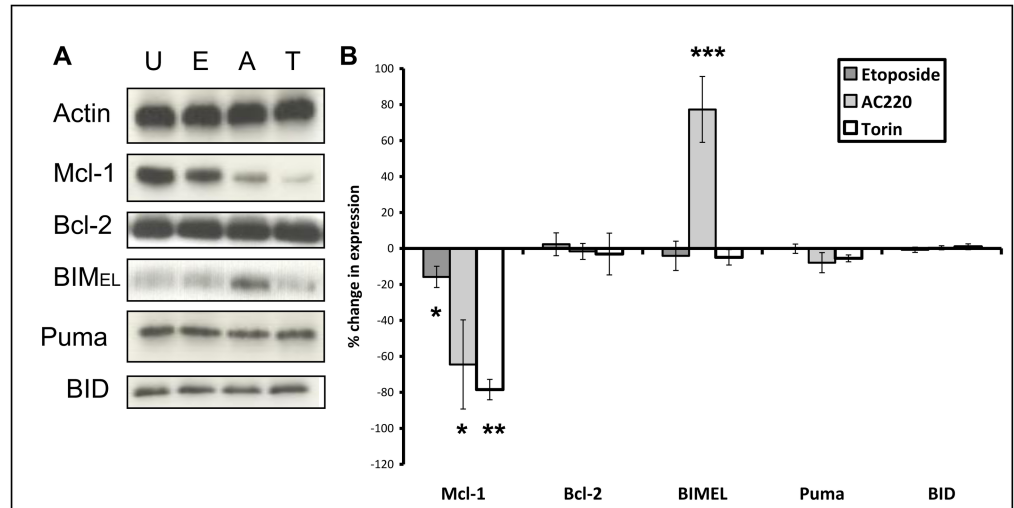 A
U E A T
Actin
Mcl-1
Bcl-2
BIMEL
Puma
BID
B
***
Etoposide
AC220
Torin
% change in expression
100
80
60
40
20
0
-20
-40
-60
-80
-100
-120
*
* **
Mcl-1 Bcl-2 BIMEL Puma BID